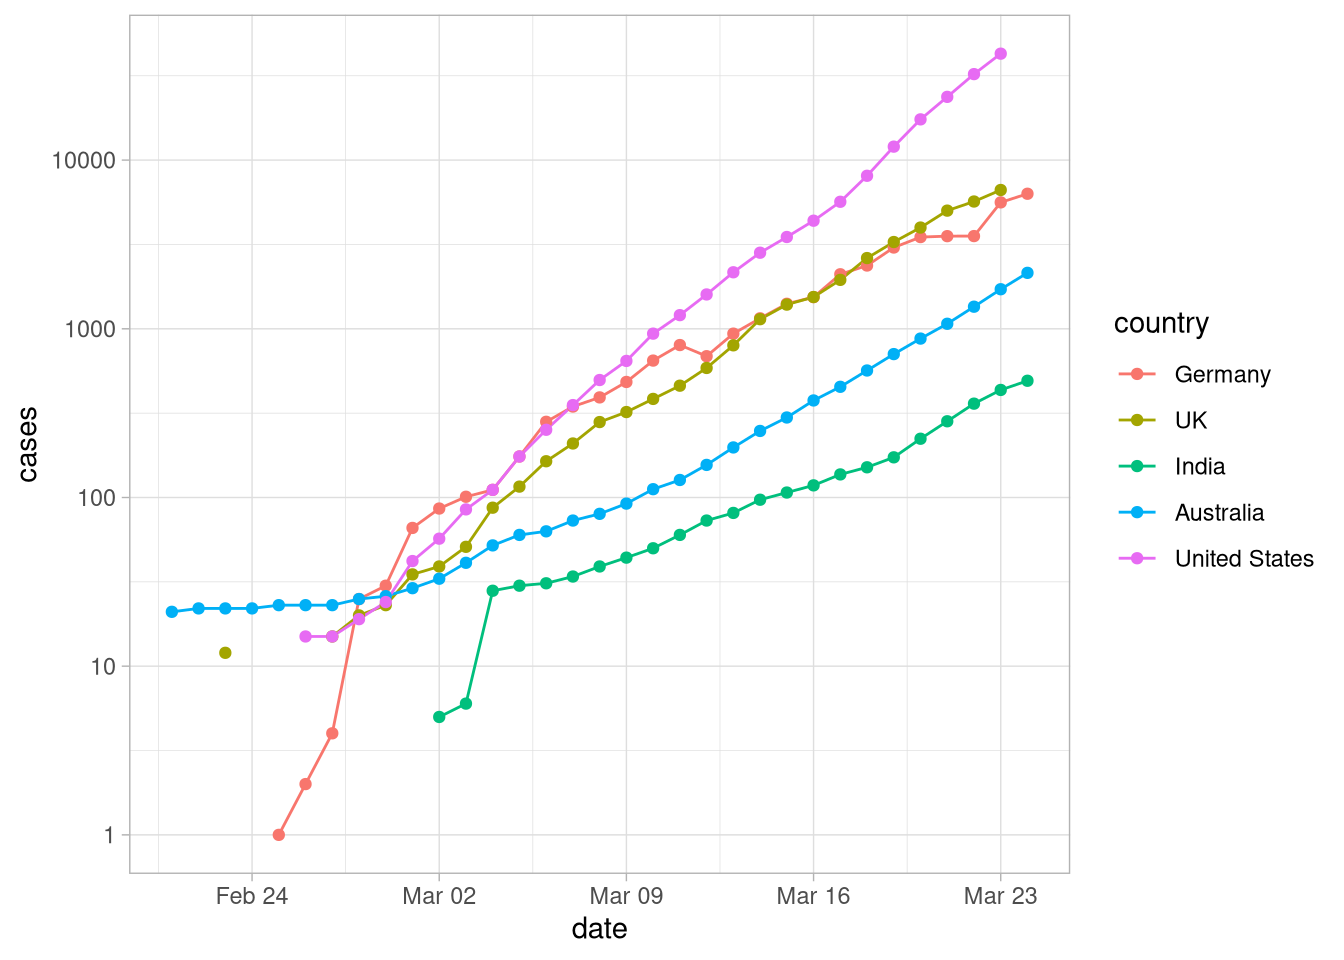 10000
1000
100
10
1
cases
Feb 24
Mar 02
Mar 09
Mar 16
Mar 23
date
country
Germany
UK
India
Australia
United States